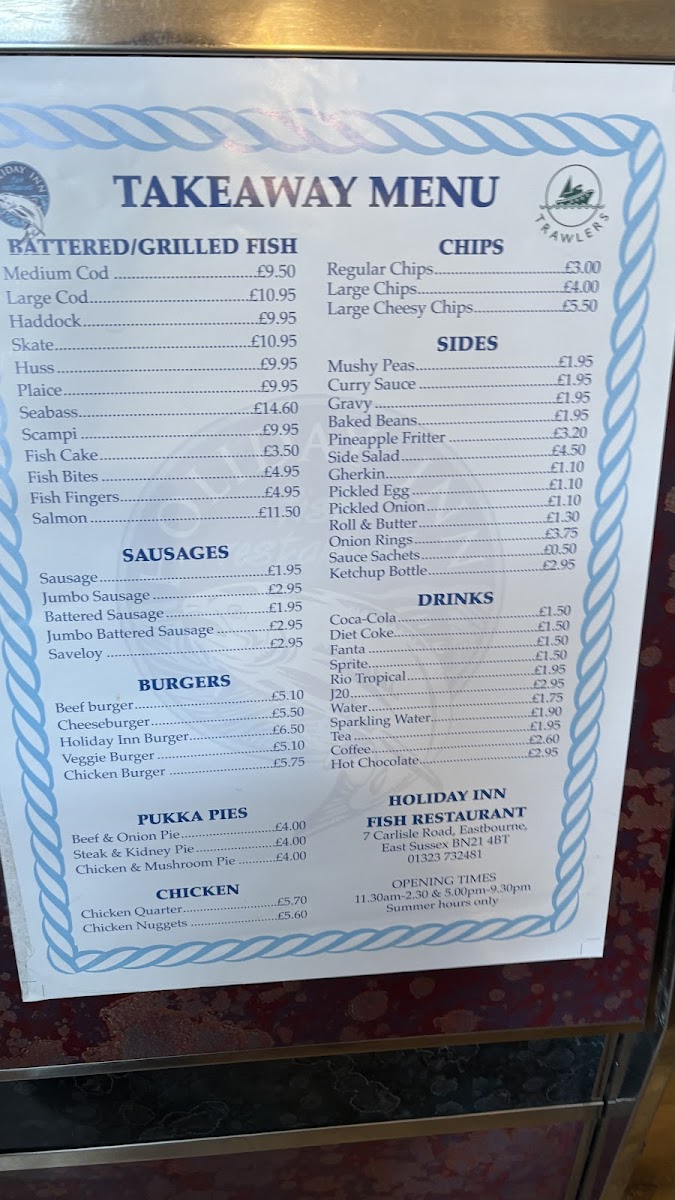 TAKEAWAY MENU
TRAWLERS
BATTERED/GRILLED FISH
Medium Cod £9.50
Large Cod £10.95
Haddock £9.95
Skate £10.95
Huss £9.95
Plaice £9.95
Seabass £14.60
Scampi £9.95
Fish Cake £3.50
Fish Bites £4.95
Fish Fingers £4.95
Salmon £11.50
SAUSAGES
Sausage £1.95
Jumbo Sausage £2.95
Battered Sausage £1.95
Jumbo Battered Sausage £2.95
Saveloy £2.95
BURGERS
Beef burger £5.10
Cheeseburger £5.50
Holiday Inn Burger £6.50
Veggie Burger £5.10
Chicken Burger £5.75
PUKKA PIES
Beef & Onion Pie £4.00
Steak & Kidney Pie £4.00
Chicken & Mushroom Pie £4.00
CHICKEN
Chicken Quarter £5.70
Chicken Nuggets £5.60
CHIPS
Regular Chips £3.00
Large Chips £4.00
Large Cheesy Chips £5.50
SIDES
Mushy Peas £1.95
Curry Sauce £1.95
Gravy £1.95
Baked Beans £1.95
Pineapple Fritter £3.20
Side Salad £4.50
Gherkin £1.10
Pickled Egg £1.10
Pickled Onion £1.10
Roll & Butter £1.30
Onion Rings £3.75
Sauce Sachets £0.50
Ketchup Bottle £2.95
DRINKS
Coca-Cola £1.50
Diet Coke £1.50
Fanta £1.50
Sprite £1.50
Rio Tropical £1.95
J20 £2.95
Water £1.75
Sparkling Water £1.90
Tea £1.95
Coffee £2.60
Hot Chocolate £2.95
HOLIDAY INN
FISH RESTAURANT
7 Carlisle Road, Eastbourne,
East Sussex BN21 4BT
01323 732481
OPENING TIMES
11.30am-2.30 & 5.00pm-9.30pm
Summer hours only